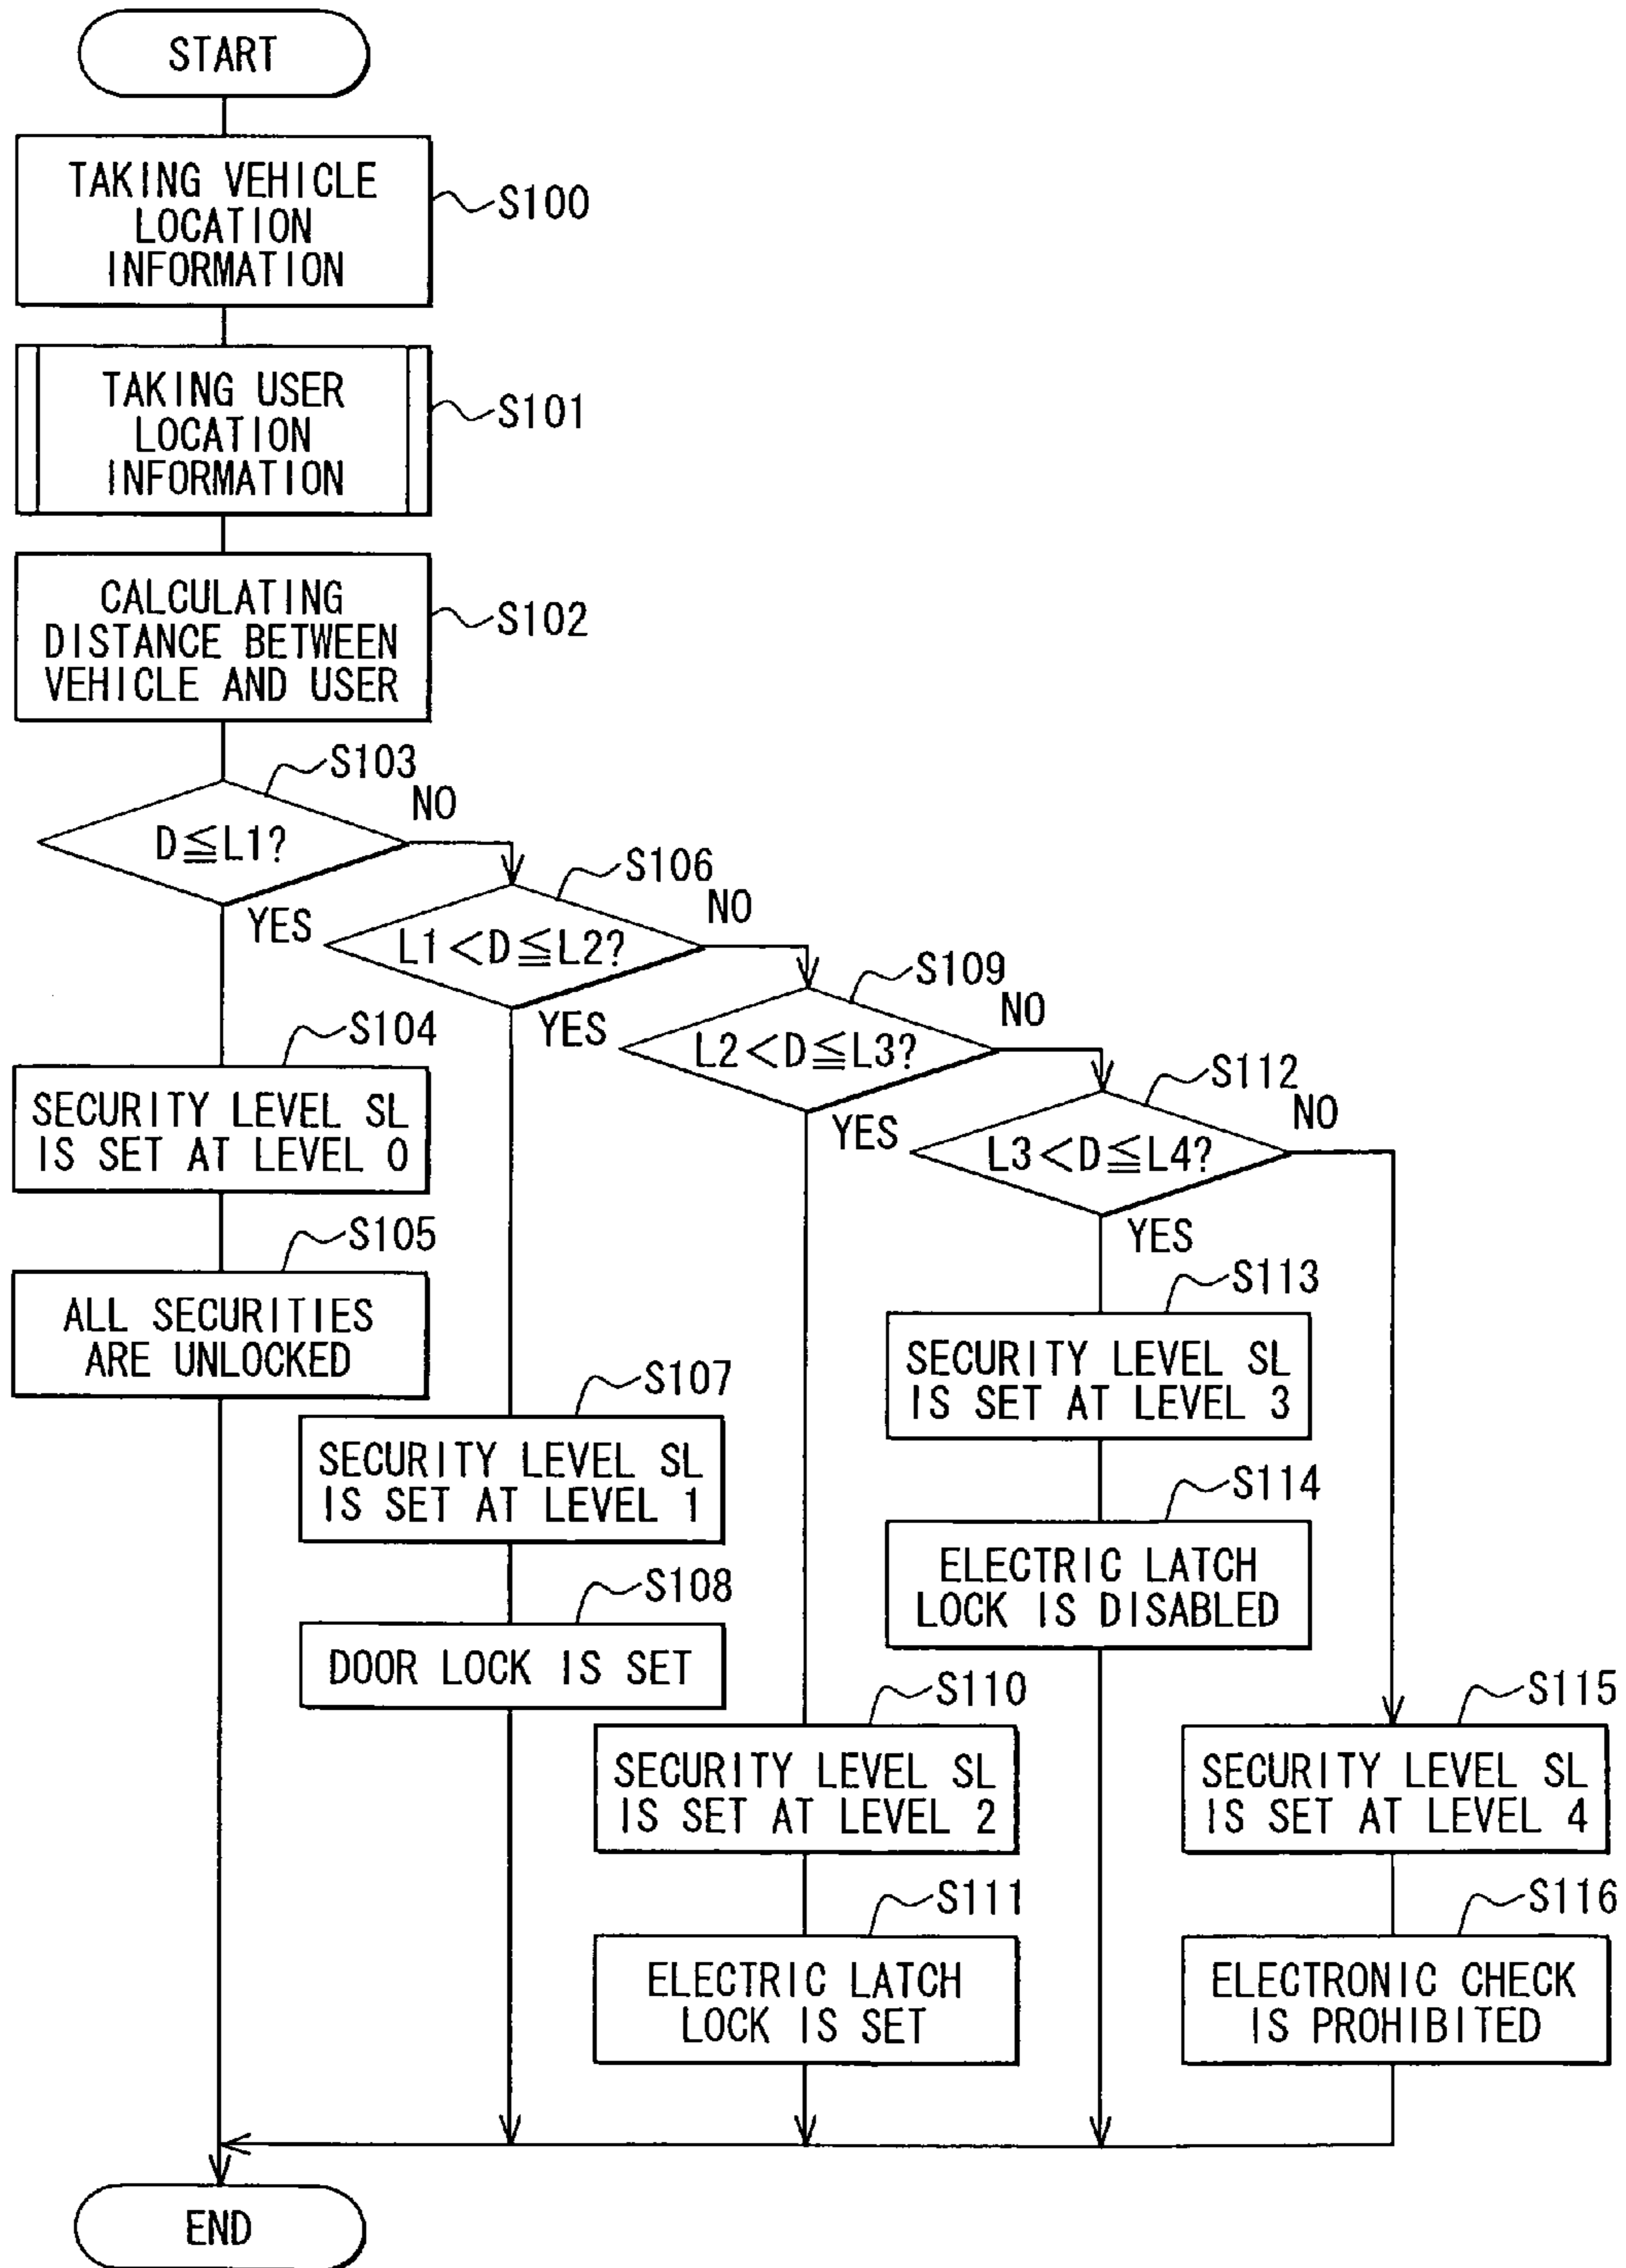 START
TAKING VEHICLE
LOCATION
INFORMATION
S100
TAKING USER
LOCATION
INFORMATION
S101
CALCULATING
DISTANCE BETWEEN
VEHICLE AND USER
S102
S103
D≦L1?
NO
YES
S106
L1<D≦L2?
NO
YES
S109
L2<D≦L3?
NO
YES
S112
L3<D≦L4?
NO
YES
S104
SECURITY LEVEL SL
IS SET AT LEVEL 0
S105
ALL SECURITIES
ARE UNLOCKED
S107
SECURITY LEVEL SL
IS SET AT LEVEL 1
S108
DOOR LOCK IS SET
S110
SECURITY LEVEL SL
IS SET AT LEVEL 2
S111
ELECTRIC LATCH
LOCK IS SET
S113
SECURITY LEVEL SL
IS SET AT LEVEL 3
S114
ELECTRIC LATCH
LOCK IS DISABLED
S115
SECURITY LEVEL SL
IS SET AT LEVEL 4
S116
ELECTRONIC CHECK
IS PROHIBITED
END